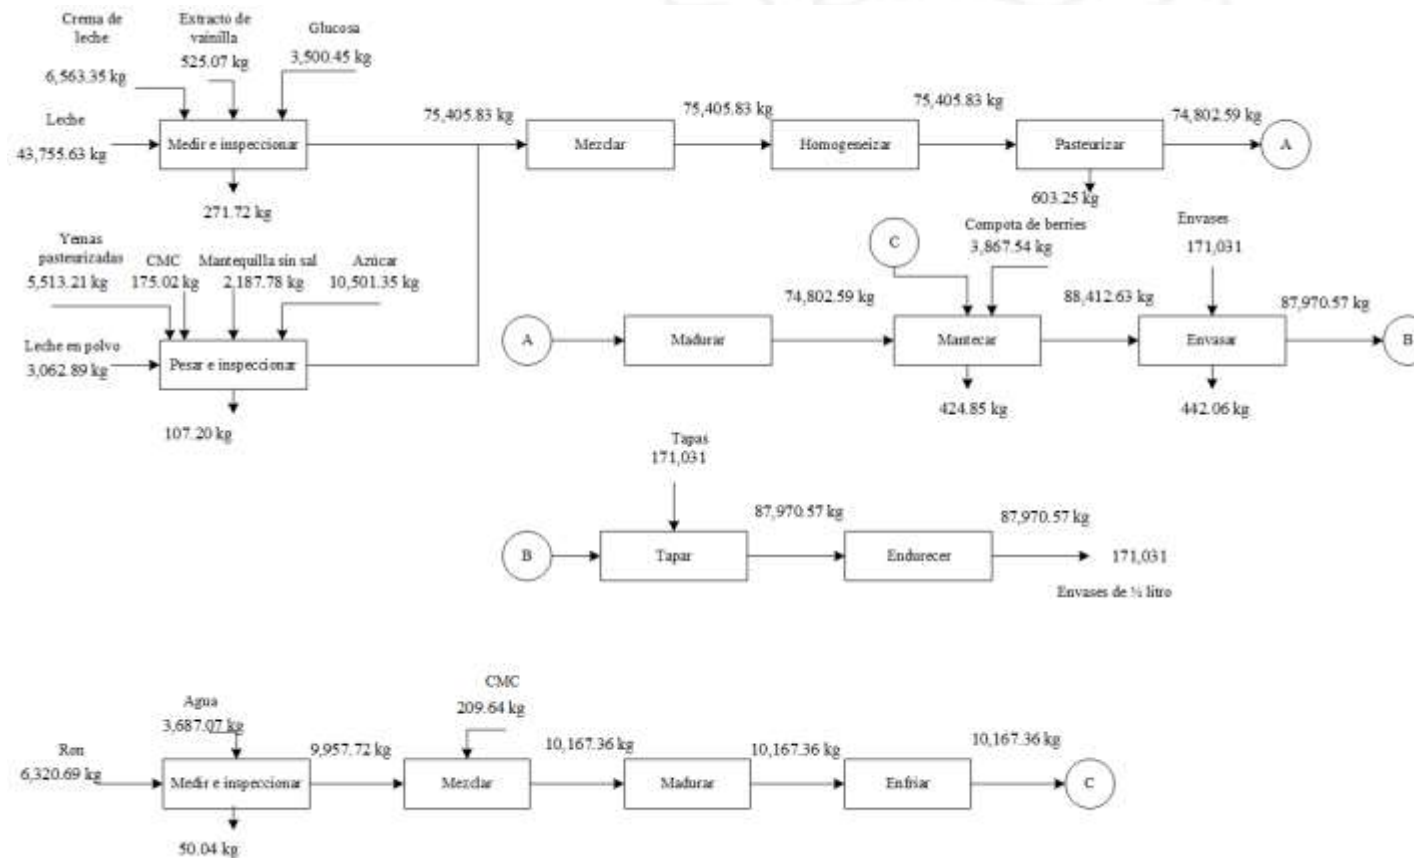 Crema de
leche
6,563.35 kg
Extracto de
vainilla
525.07 kg
Glucosa
3,500.45 kg
Leche
43,755.63 kg
Medir e inspeccionar
271.72 kg
75,405.83 kg
Mezclar
75,405.83 kg
Homogeneizar
75,405.83 kg
Pasteurizar
603.25 kg
74,802.59 kg
A
Yemas
pasteurizadas
5,513.21 kg
CMC
175.02 kg
Mantequilla sin sal
2,187.78 kg
Azúcar
10,501.35 kg
Leche en polvo
3,062.89 kg
Pesar e inspeccionar
107.20 kg
A
Madurar
74,802.59 kg
C
Compota de berries
3,867.54 kg
Mantecar
424.85 kg
88,412.63 kg
Envases
171,031
Envasar
442.06 kg
87,970.57 kg
B
Tapas
171,031
B
Tapar
87,970.57 kg
Endurecer
87,970.57 kg
171,031
Envases de ½ litro
Ron
6,320.69 kg
Agua
3,687.07 kg
Medir e inspeccionar
50.04 kg
9,957.72 kg
CMC
209.64 kg
Mezclar
10,167.36 kg
Madurar
10,167.36 kg
Enfriar
10,167.36 kg
C